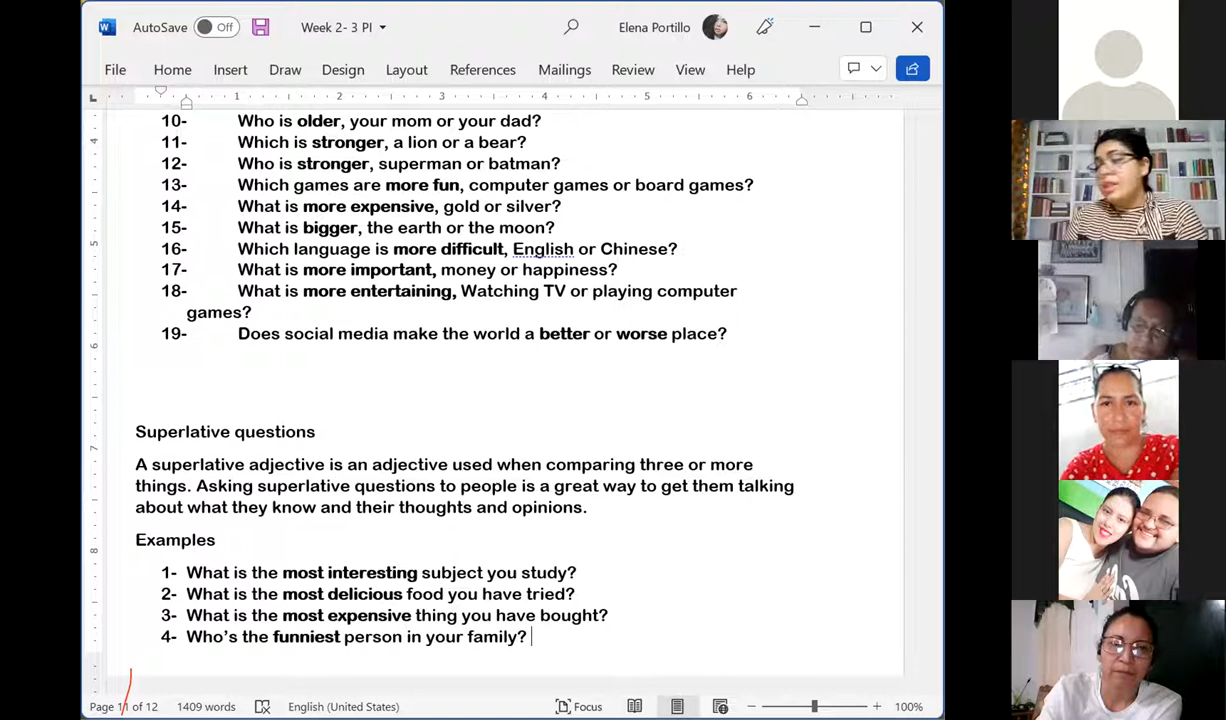 AutoSave Off Week 2- 3 PI Elena Portillo
File Home Insert Draw Design Layout References Mailings Review View Help
1 2 3 4 5 6
10- Who is older, your mom or your dad?
11- Which is stronger, a lion or a bear?
12- Who is stronger, superman or batman?
13- Which games are more fun, computer games or board games?
14- What is more expensive, gold or silver?
15- What is bigger, the earth or the moon?
16- Which language is more difficult, English or Chinese?
17- What is more important, money or happiness?
18- What is more entertaining, Watching TV or playing computer
games?
19- Does social media make the world a better or worse place?
Superlative questions
A superlative adjective is an adjective used when comparing three or more
things. Asking superlative questions to people is a great way to get them talking
about what they know and their thoughts and opinions.
Examples
1- What is the most interesting subject you study?
2- What is the most delicious food you have tried?
3- What is the most expensive thing you have bought?
4- Who's the funniest person in your family?
Page 11 of 12 1409 words English (United States) Focus 100%